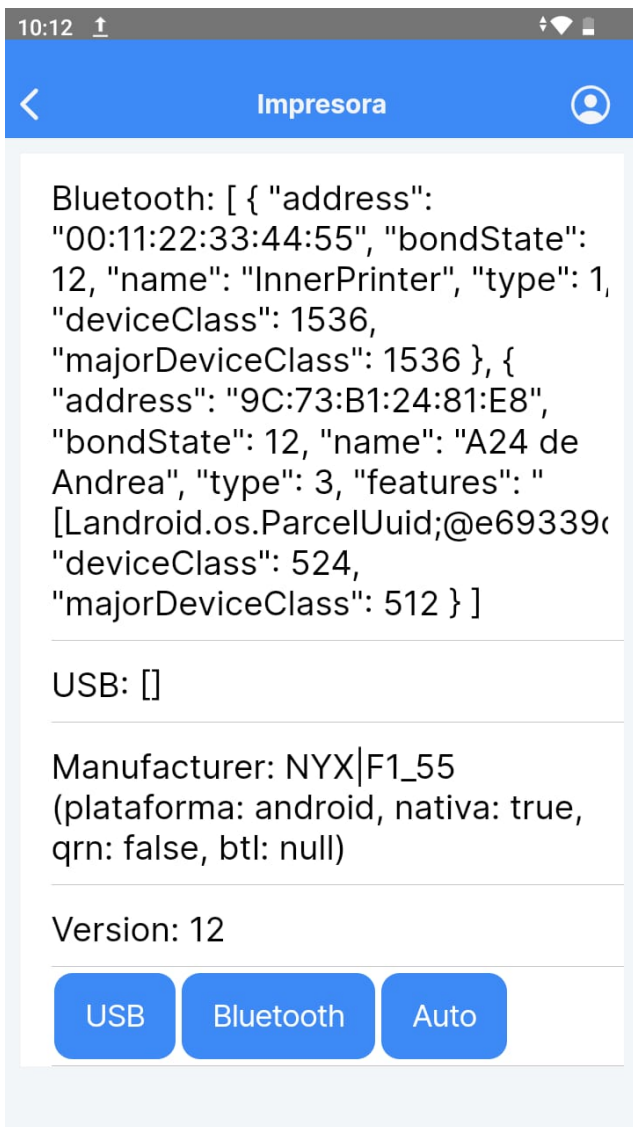 10:12
Impresora
Bluetooth: [ { "address":
"00:11:22:33:44:55", "bondState":
12, "name": "InnerPrinter", "type": 1,
"deviceClass": 1536,
"majorDeviceClass": 1536 }, {
"address": "9C:73:B1:24:81:E8",
"bondState": 12, "name": "A24 de
Andrea", "type": 3, "features": "
[Landroid.os.ParcelUuid;@e69339
"deviceClass": 524,
"majorDeviceClass": 512 } ]
USB: []
Manufacturer: NYX|F1_55
(plataforma: android, nativa: true,
qrn: false, btl: null)
Version: 12
USB Bluetooth Auto